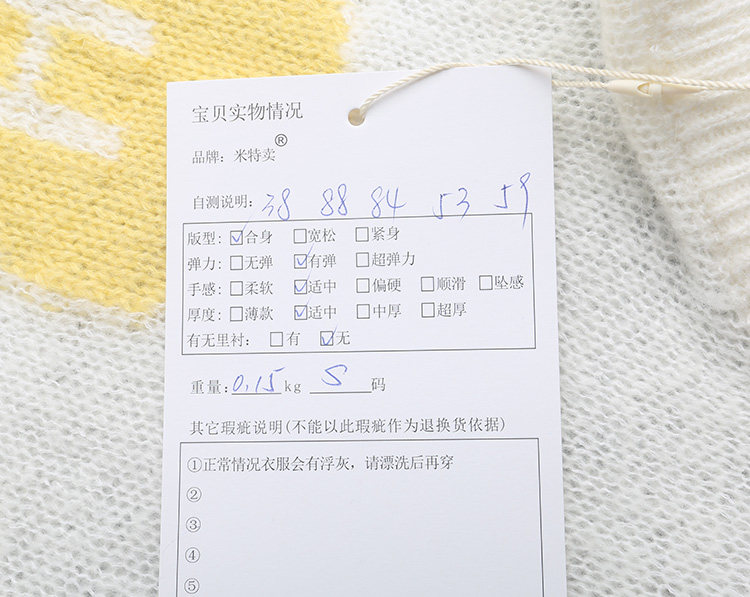 宝贝实物情况
品牌：米特卖®
自测说明：38 88 84 53 59
版型：☑合身 □宽松 □紧身
弹力：□无弹 ☑有弹 □超弹力
手感：□柔软 ☑适中 □偏硬 □顺滑 □坠感
厚度：□薄款 ☑适中 □中厚 □超厚
有无里衬：□有 ☑无
重量：0.15kg S码
其它瑕疵说明(不能以此瑕疵作为退换货依据)
①正常情况衣服会有浮灰，请漂洗后再穿
②
③
④
⑤